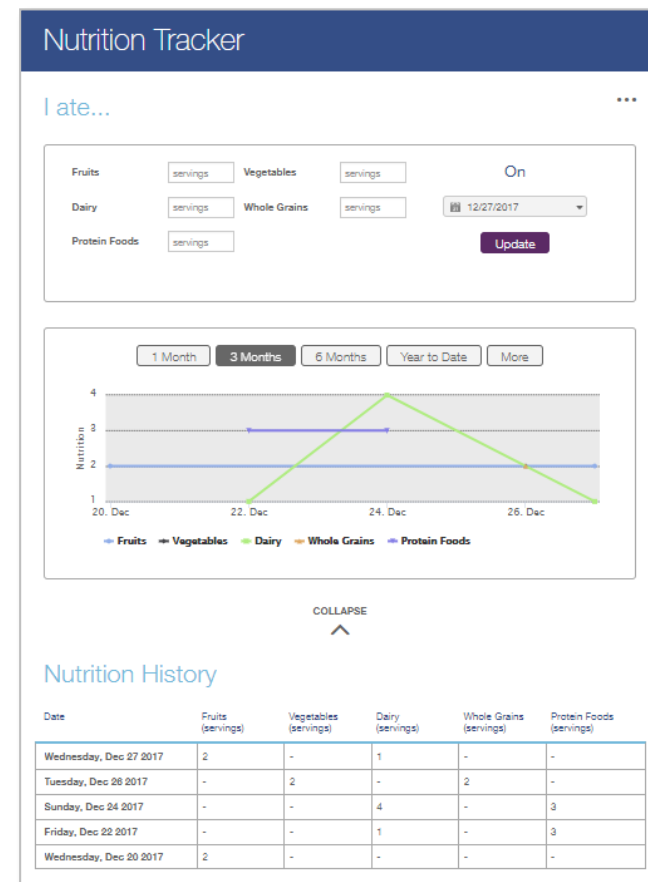 Nutrition Tracker
I ate...
Fruits servings Vegetables servings On
Dairy servings Whole Grains servings 12/27/2017
Protein Foods servings Update
1 Month 3 Months 6 Months Year to Date More
Nutrition
4
3
2
1
20. Dec 22. Dec 24. Dec 26. Dec
Fruits Vegetables Dairy Whole Grains Protein Foods
COLLAPSE
Nutrition History
Date Fruits (servings) Vegetables (servings) Dairy (servings) Whole Grains (servings) Protein Foods (servings)
Wednesday, Dec 27 2017 2 - 1 - -
Tuesday, Dec 26 2017 - 2 - 2 -
Sunday, Dec 24 2017 - - 4 - 3
Friday, Dec 22 2017 - - 1 - 3
Wednesday, Dec 20 2017 2 - - - -